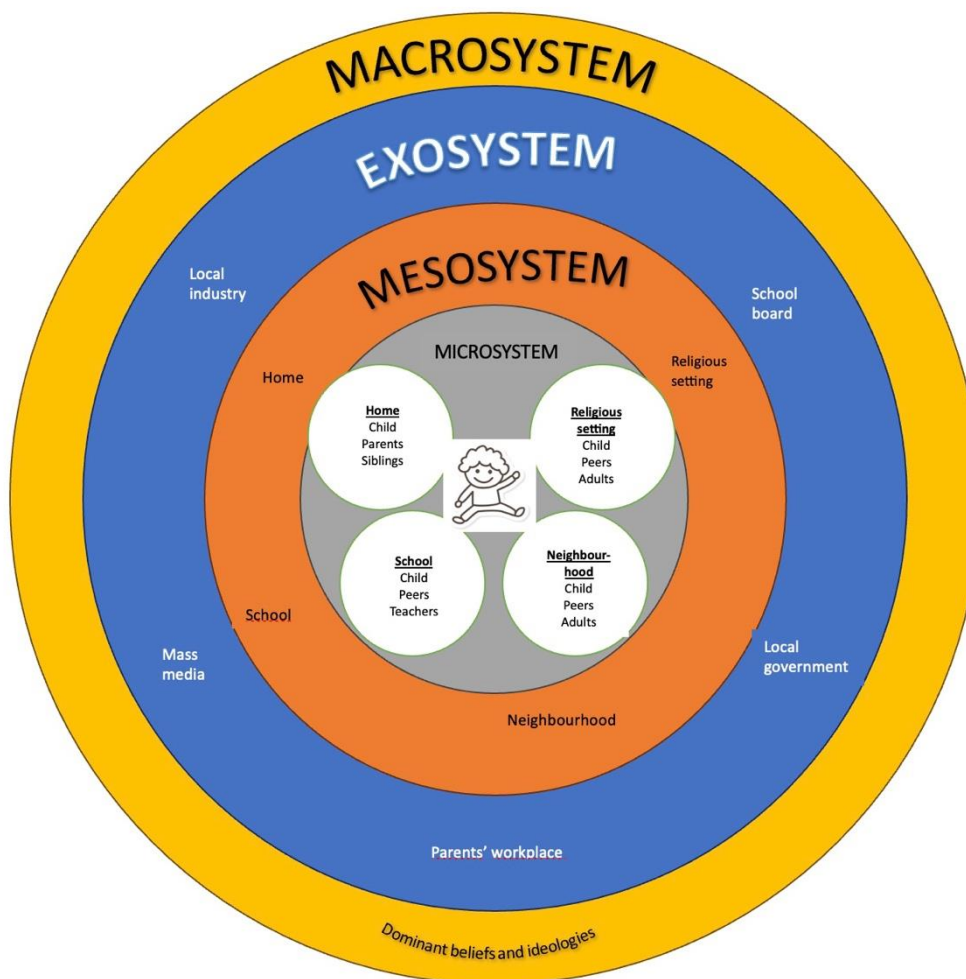 MACROSYSTEM
EXOSYSTEM
MESOSYSTEM
Local
industry
School
board
MICROSYSTEM
Home
Religious
setting
Home
Child
Parents
Siblings
Religious
setting
Child
Peers
Adults
School
Child
Peers
Teachers
Neighbour-
hood
Child
Peers
Adults
School
Mass
media
Local
government
Neighbourhood
Parents’ workplace
Dominant beliefs and ideologies